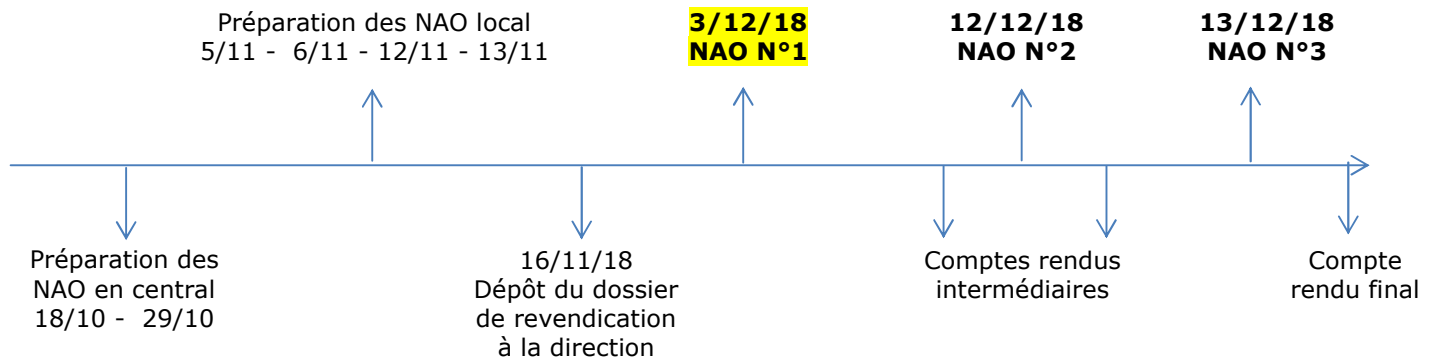 Préparation des NAO local
5/11 -  6/11 - 12/11 - 13/11
3/12/18
NAO N°1
12/12/18
NAO N°2
13/12/18
NAO N°3
Préparation des
NAO en central
18/10 -  29/10
16/11/18
Dépôt du dossier
de revendication
à la direction
Comptes rendus
intermédiaires
Compte
rendu final